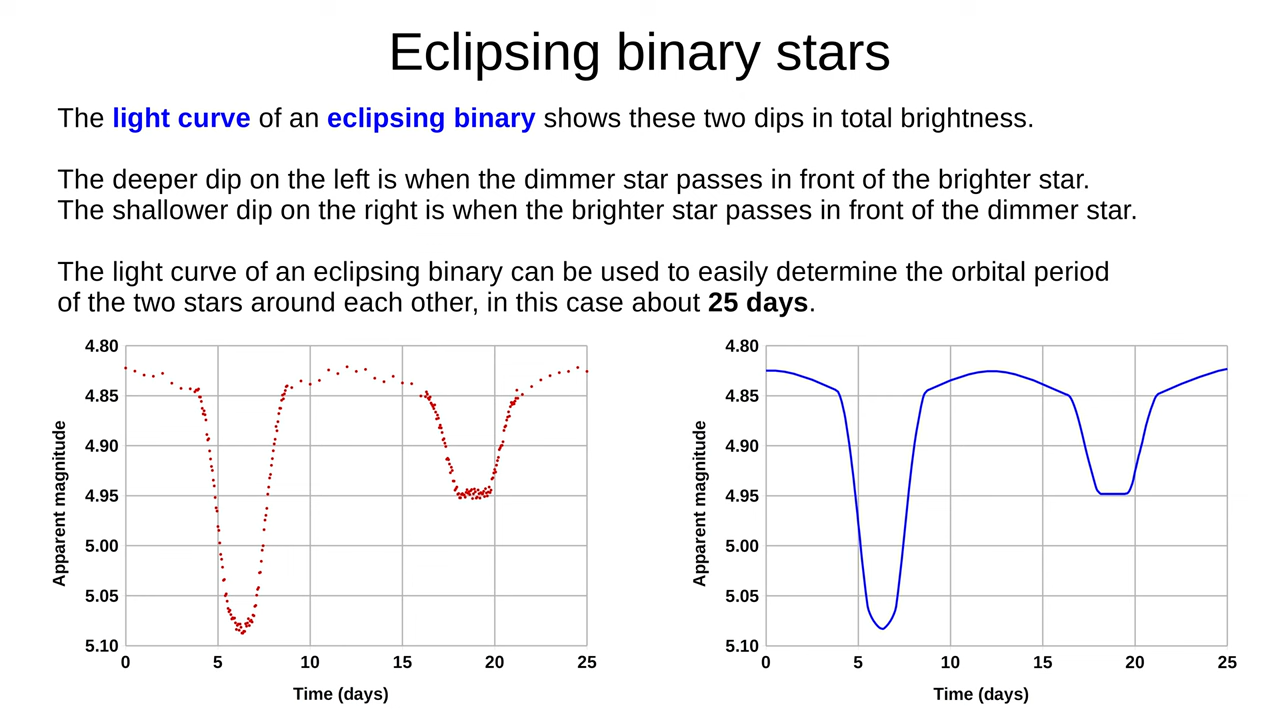 Eclipsing binary stars
The light curve of an eclipsing binary shows these two dips in total brightness.
The deeper dip on the left is when the dimmer star passes in front of the brighter star.
The shallower dip on the right is when the brighter star passes in front of the dimmer star.
The light curve of an eclipsing binary can be used to easily determine the orbital period
of the two stars around each other, in this case about 25 days.
Apparent magnitude
4.80
4.85
4.90
4.95
5.00
5.05
5.10
0 5 10 15 20 25
Time (days)
Apparent magnitude
4.80
4.85
4.90
4.95
5.00
5.05
5.10
0 5 10 15 20 25
Time (days)